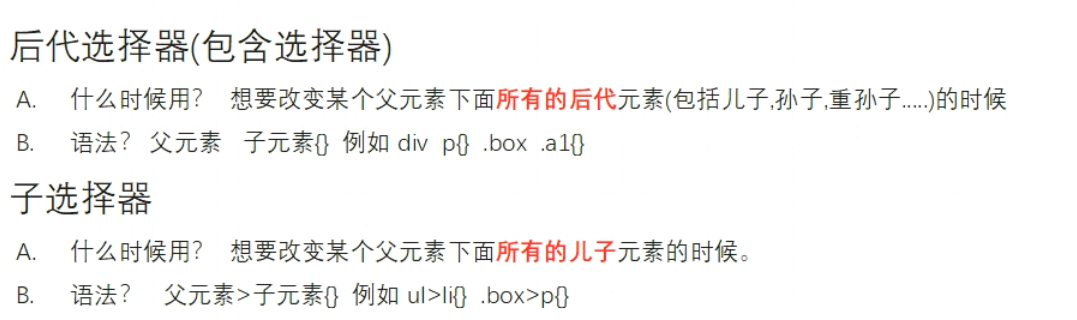 后代选择器(包含选择器)
A. 什么时候用? 想要改变某个父元素下面所有的后代元素(包括儿子,孙子,重孙子.....)的时候
B. 语法? 父元素 子元素{} 例如 div p{} .box .a1{}
子选择器
A. 什么时候用? 想要改变某个父元素下面所有的儿子元素的时候。
B. 语法? 父元素>子元素{} 例如 ul>li{} .box>p{}